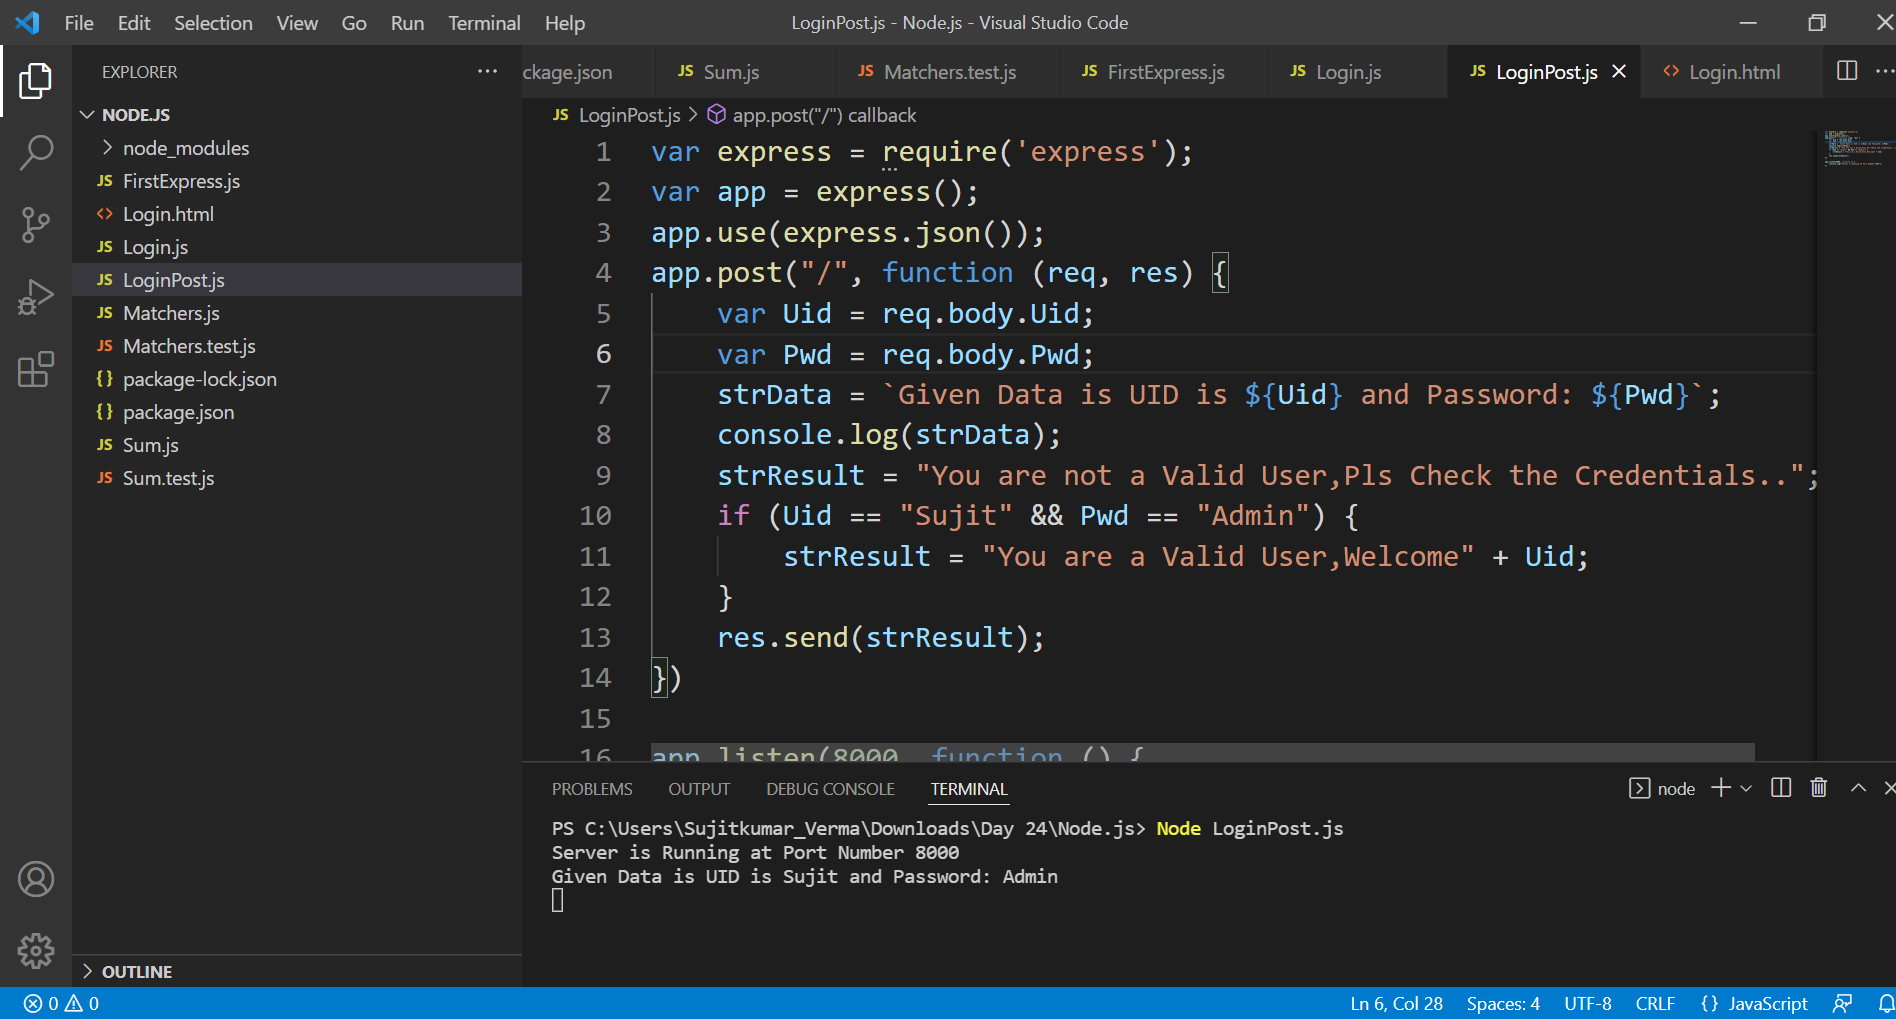 File Edit Selection View Go Run Terminal Help LoginPost.js - Node.js - Visual Studio Code
EXPLORER
ckage.json JS Sum.js JS Matchers.test.js JS FirstExpress.js JS Login.js JS LoginPost.js <> Login.html
NODE.JS
node_modules
JS FirstExpress.js
<> Login.html
JS Login.js
JS LoginPost.js
JS Matchers.js
JS Matchers.test.js
{} package-lock.json
{} package.json
JS Sum.js
JS Sum.test.js
OUTLINE
JS LoginPost.js > app.post("/") callback
1 var express = require('express');
2 var app = express();
3 app.use(express.json());
4 app.post("/", function (req, res) {
5 var Uid = req.body.Uid;
6 var Pwd = req.body.Pwd;
7 strData = `Given Data is UID is ${Uid} and Password: ${Pwd}`;
8 console.log(strData);
9 strResult = "You are not a Valid User,Pls Check the Credentials..";
10 if (Uid == "Sujit" && Pwd == "Admin") {
11 strResult = "You are a Valid User,Welcome" + Uid;
12 }
13 res.send(strResult);
14 })
15
16 app.listen(8000, function () {
PROBLEMS OUTPUT DEBUG CONSOLE TERMINAL node
PS C:\Users\Sujitkumar_Verma\Downloads\Day 24\Node.js> Node LoginPost.js
Server is Running at Port Number 8000
Given Data is UID is Sujit and Password: Admin
0 0 Ln 6, Col 28 Spaces: 4 UTF-8 CRLF {} JavaScript